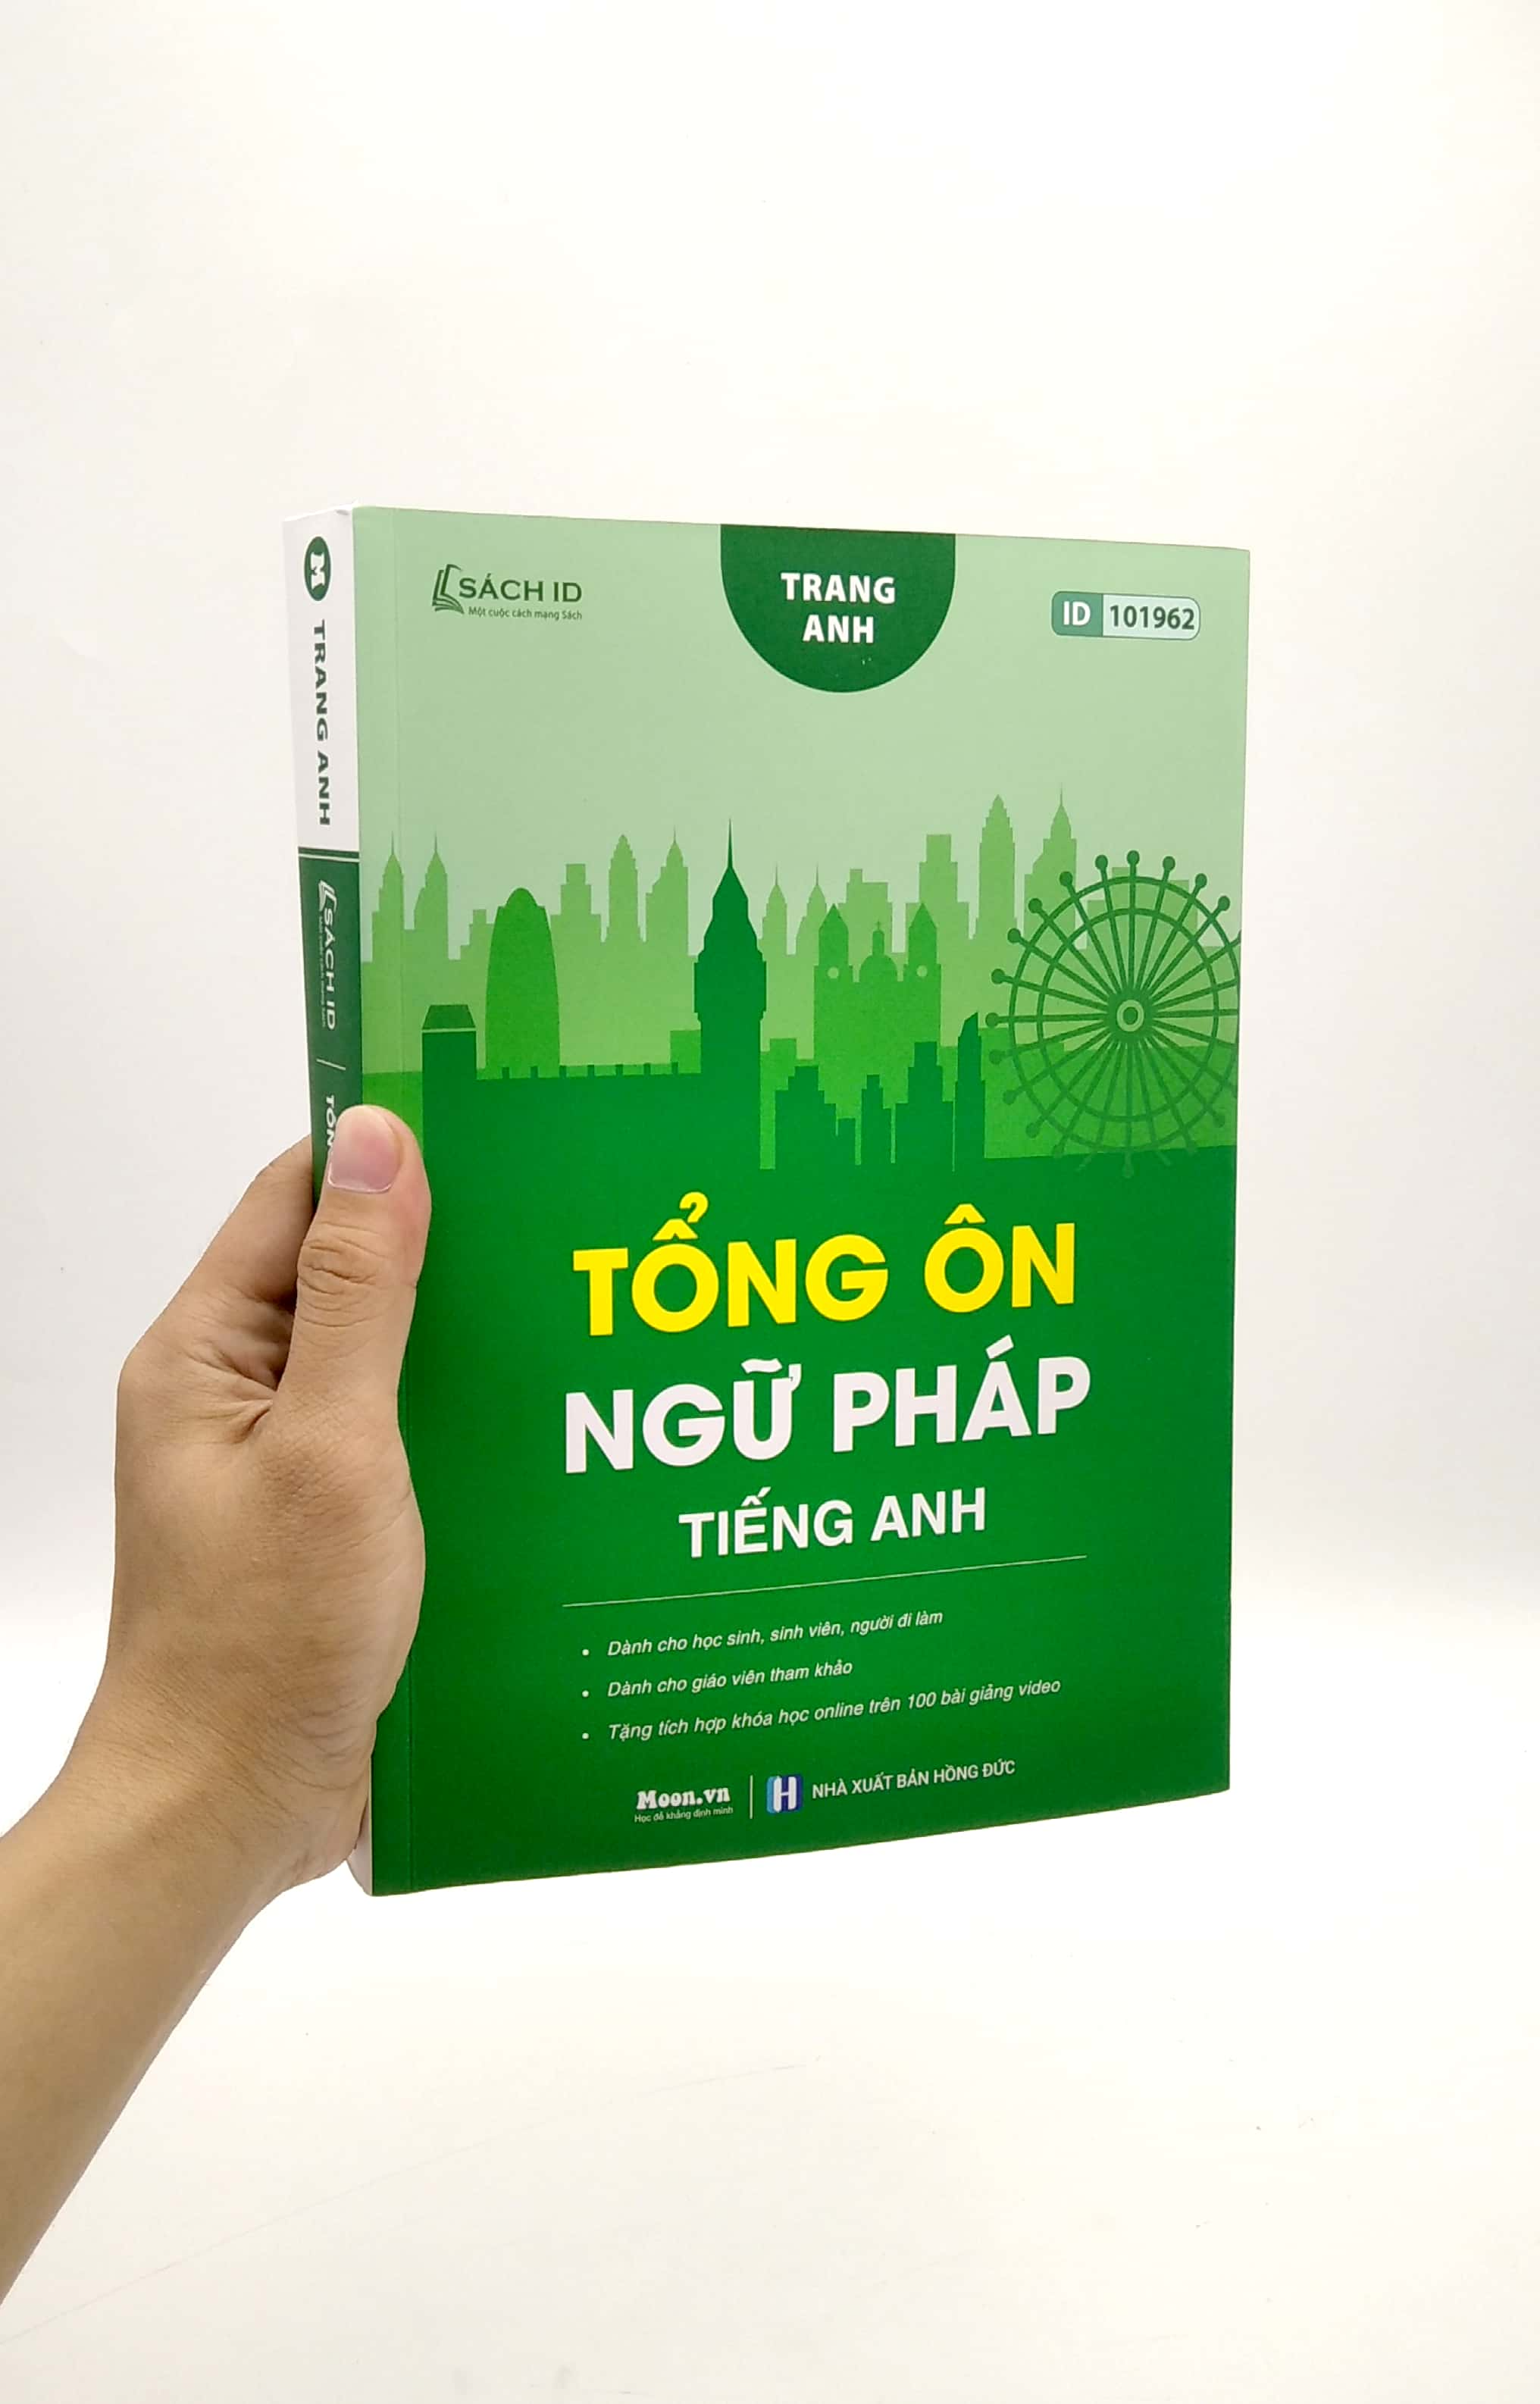 SÁCH ID
Một cuộc cách mạng Sách
TRANG
ANH
ID 101962
M
TRANG ANH
SÁCH ID
TỔNG ÔN
NGỮ PHÁP
TIẾNG ANH
• Dành cho học sinh, sinh viên, người đi làm
• Dành cho giáo viên tham khảo
• Tặng tích hợp khóa học online trên 100 bài giảng video
Moon.vn
Học để khẳng định mình
H NHÀ XUẤT BẢN HỒNG ĐỨC